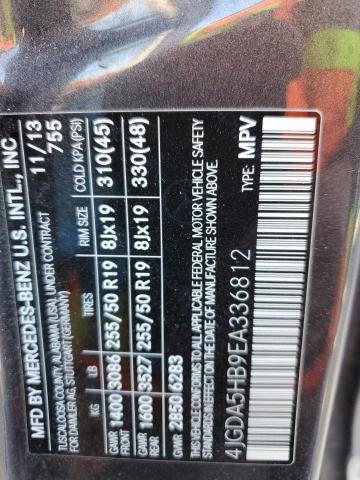 MFD BY MERCEDES-BENZ U.S. INTL., INC
TUSCALOOSA COUNTY, ALABAMA (USA) UNDER CONTRACT
FOR DAIMLER AG, STUTTGART (GERMANY)
11/13
755
KG LB TIRES RIM SIZE COLD KPA(PSI)
GAWR FRONT 1400 3086 255/50 R19 8Jx19 310(45)
GAWR REAR 1600 3527 255/50 R19 8Jx19 330(48)
GVWR 2850 6283
THIS VEHICLE CONFORMS TO ALL APPLICABLE FEDERAL MOTOR VEHICLE SAFETY
AND THEFT PREVENTION STANDARDS IN EFFECT ON THE DATE OF MANUFACTURE SHOWN ABOVE.
4JGDA5HB9EA336812 TYPE: MPV